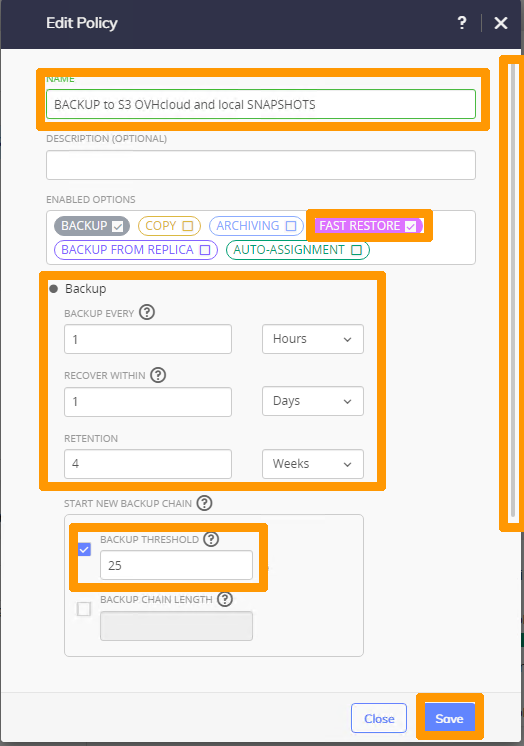 Edit Policy ?
NAME
BACKUP to S3 OVHcloud and local SNAPSHOTS
DESCRIPTION (OPTIONAL)
ENABLED OPTIONS
BACKUP COPY ARCHIVING FAST RESTORE
BACKUP FROM REPLICA AUTO-ASSIGNMENT
Backup
BACKUP EVERY ?
1 Hours
RECOVER WITHIN ?
1 Days
RETENTION
4 Weeks
START NEW BACKUP CHAIN ?
BACKUP THRESHOLD ?
25
BACKUP CHAIN LENGTH ?
Close Save